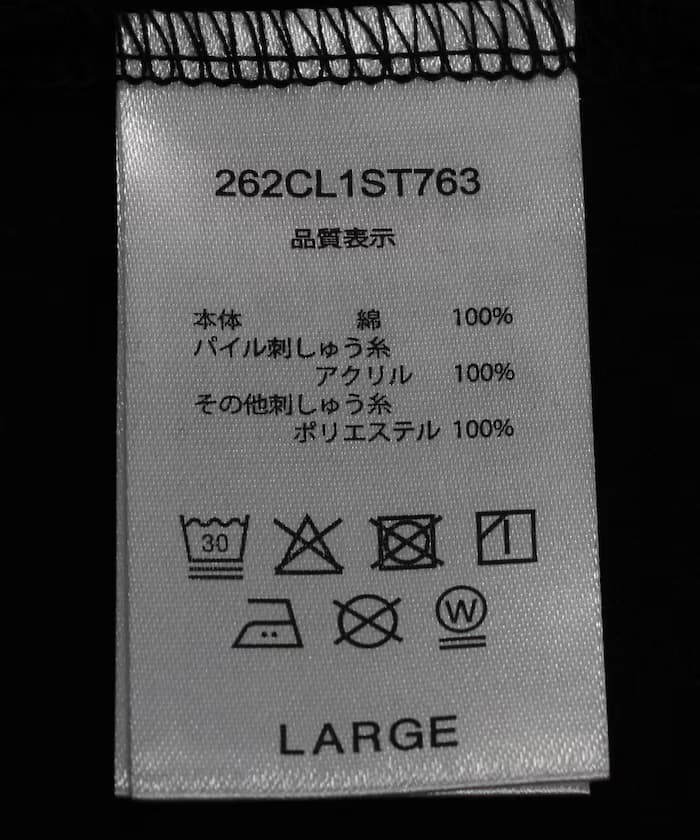 262CL1ST763
品質表示
本体 綿 100%
パイル刺しゅう糸
アクリル 100%
その他刺しゅう糸
ポリエステル 100%
30
W
LARGE